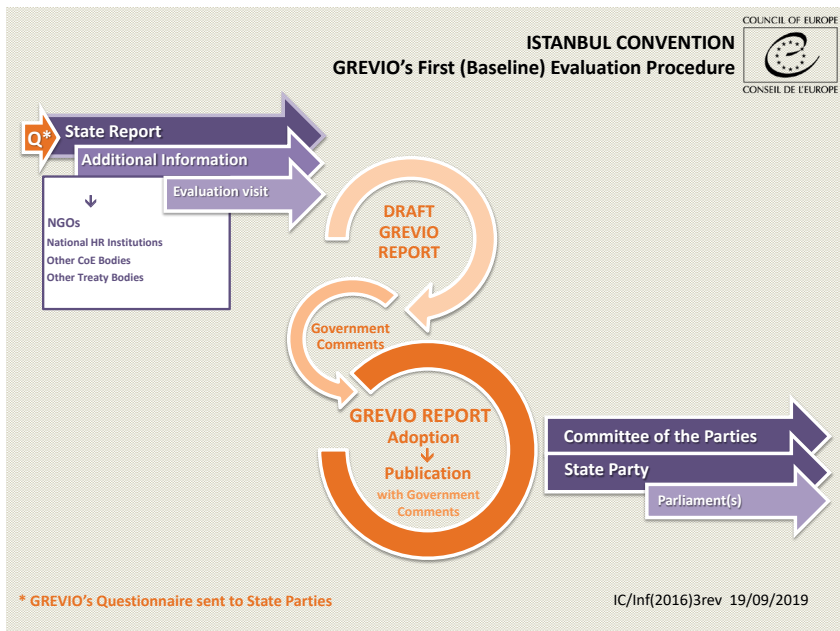 COUNCIL OF EUROPE
CONSEIL DE L'EUROPE
ISTANBUL CONVENTION
GREVIO's First (Baseline) Evaluation Procedure
Q*
State Report
Additional Information
Evaluation visit
NGOs
National HR Institutions
Other CoE Bodies
Other Treaty Bodies
DRAFT
GREVIO
REPORT
Government
Comments
GREVIO REPORT
Adoption
Publication
with Government
Comments
Committee of the Parties
State Party
Parliament(s)
* GREVIO's Questionnaire sent to State Parties
IC/Inf(2016)3rev 19/09/2019